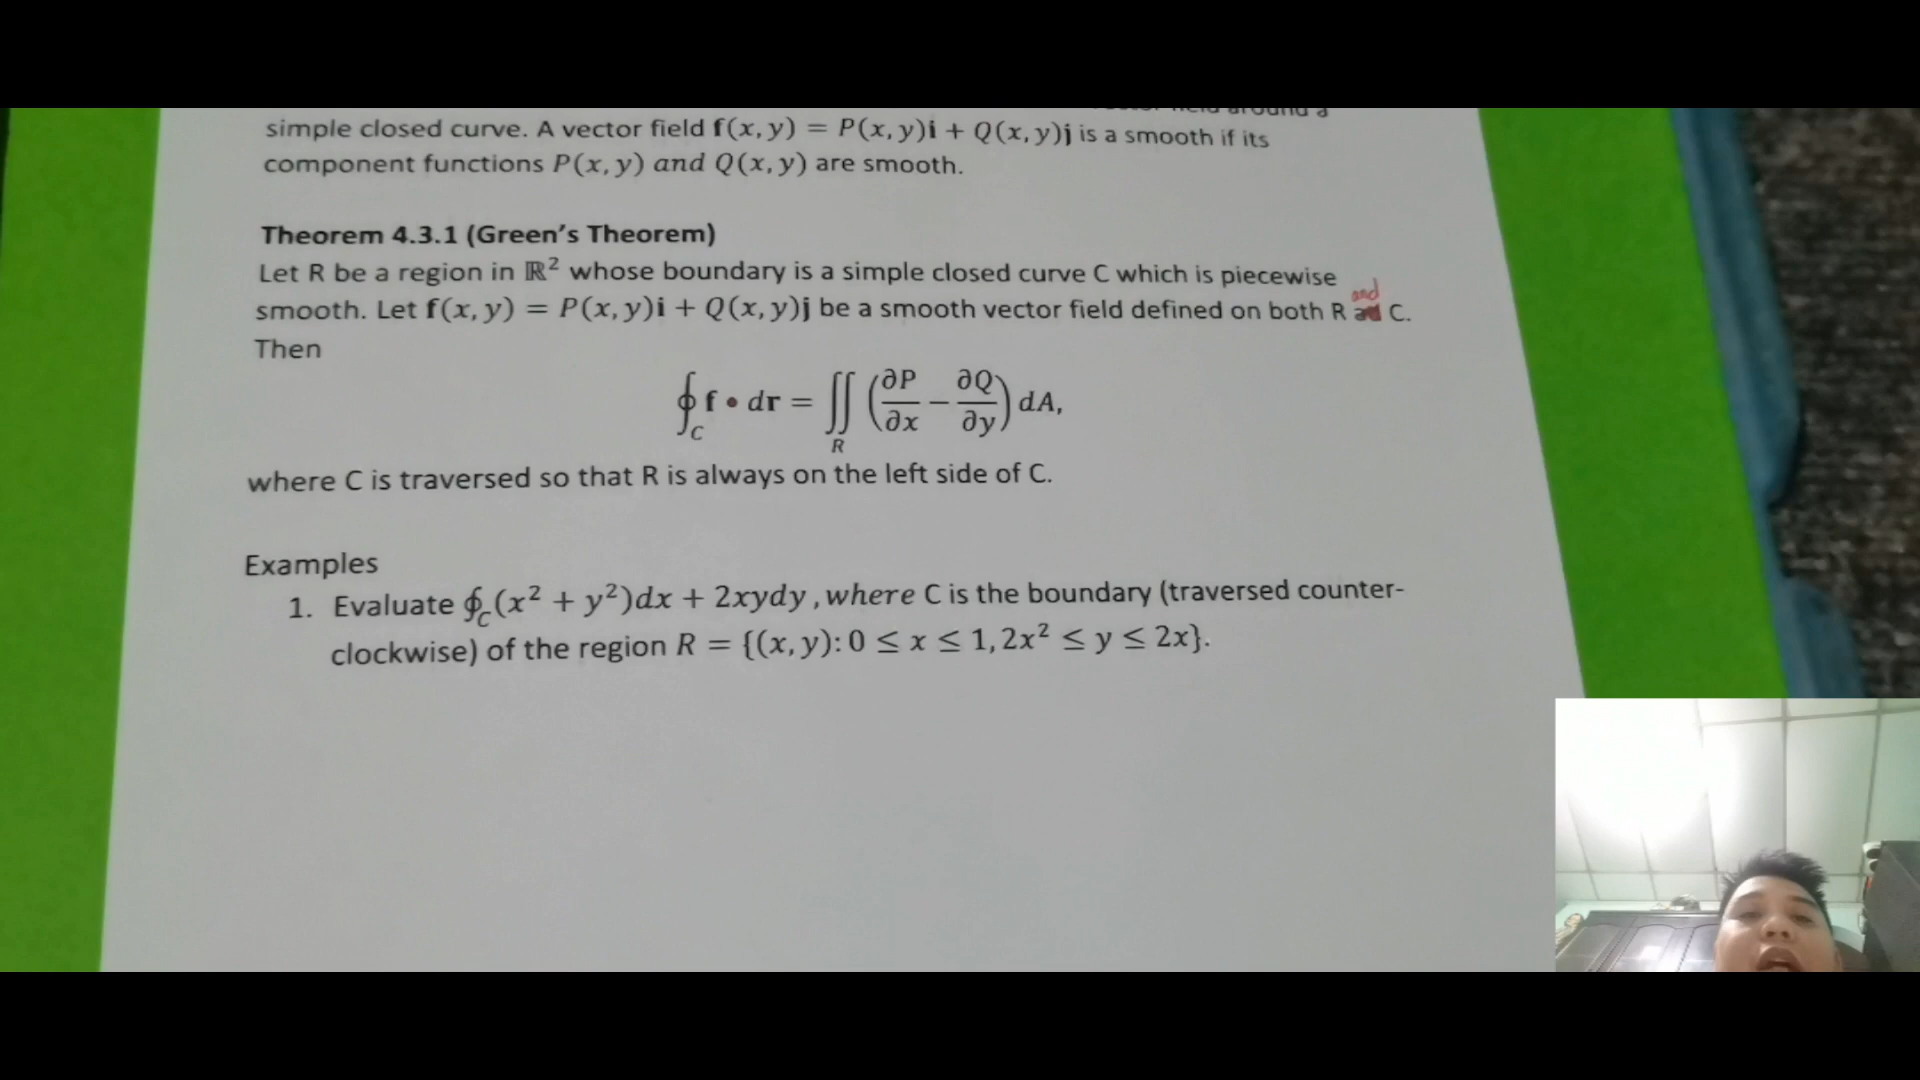 field around a
simple closed curve. A vector field f(x, y) = P(x, y)i + Q(x, y)j is a smooth if its
component functions P(x, y) and Q(x, y) are smooth.
Theorem 4.3.1 (Green's Theorem)
Let R be a region in ℝ² whose boundary is a simple closed curve C which is piecewise
and
smooth. Let f(x, y) = P(x, y)i + Q(x, y)j be a smooth vector field defined on both R C.
Then
∮_C f • dr = ∬_R (∂P/∂x − ∂Q/∂y) dA,
where C is traversed so that R is always on the left side of C.
Examples
1. Evaluate ∮_C (x² + y²)dx + 2xydy, where C is the boundary (traversed counter-
clockwise) of the region R = {(x, y): 0 ≤ x ≤ 1, 2x² ≤ y ≤ 2x}.